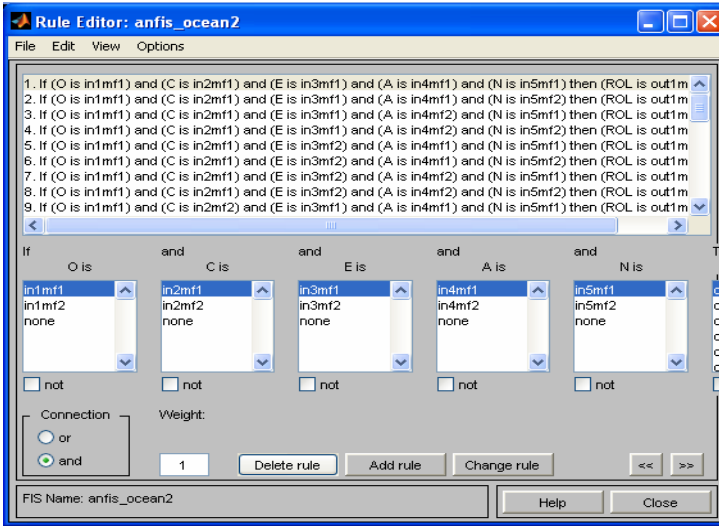 Rule Editor: anfis_ocean2
File Edit View Options
1. If (O is in1mf1) and (C is in2mf1) and (E is in3mf1) and (A is in4mf1) and (N is in5mf1) then (ROL is out1m
2. If (O is in1mf1) and (C is in2mf1) and (E is in3mf1) and (A is in4mf1) and (N is in5mf2) then (ROL is out1m
3. If (O is in1mf1) and (C is in2mf1) and (E is in3mf1) and (A is in4mf2) and (N is in5mf1) then (ROL is out1m
4. If (O is in1mf1) and (C is in2mf1) and (E is in3mf1) and (A is in4mf2) and (N is in5mf2) then (ROL is out1m
5. If (O is in1mf1) and (C is in2mf1) and (E is in3mf2) and (A is in4mf1) and (N is in5mf1) then (ROL is out1m
6. If (O is in1mf1) and (C is in2mf1) and (E is in3mf2) and (A is in4mf1) and (N is in5mf2) then (ROL is out1m
7. If (O is in1mf1) and (C is in2mf1) and (E is in3mf2) and (A is in4mf2) and (N is in5mf1) then (ROL is out1m
8. If (O is in1mf1) and (C is in2mf1) and (E is in3mf2) and (A is in4mf2) and (N is in5mf2) then (ROL is out1m
9. If (O is in1mf1) and (C is in2mf2) and (E is in3mf1) and (A is in4mf1) and (N is in5mf1) then (ROL is out1m
If and and and and T
O is C is E is A is N is
in1mf1 in2mf1 in3mf1 in4mf1 in5mf1
in1mf2 in2mf2 in3mf2 in4mf2 in5mf2
none none none none none
not not not not not
Connection Weight:
or
and 1 Delete rule Add rule Change rule << >>
FIS Name: anfis_ocean2 Help Close